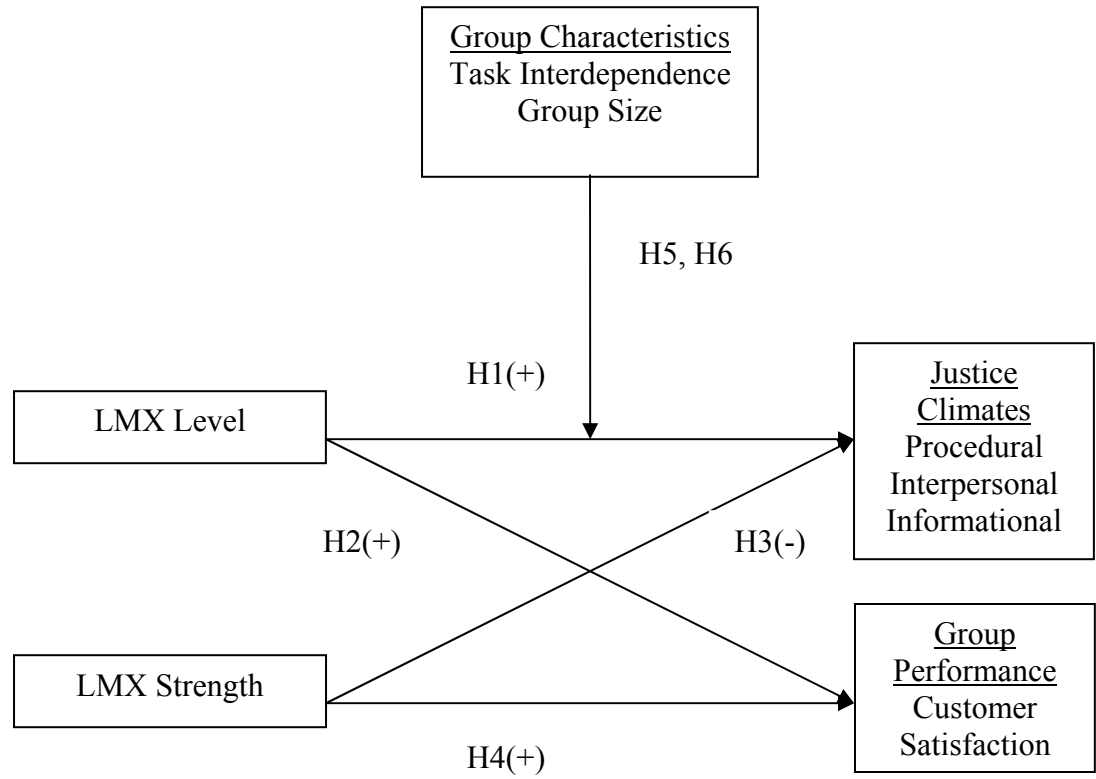 Group Characteristics
Task Interdependence
Group Size
H5, H6
H1(+)
LMX Level
Justice
Climates
Procedural
Interpersonal
Informational
H2(+)
H3(-)
LMX Strength
Group
Performance
Customer
Satisfaction
H4(+)